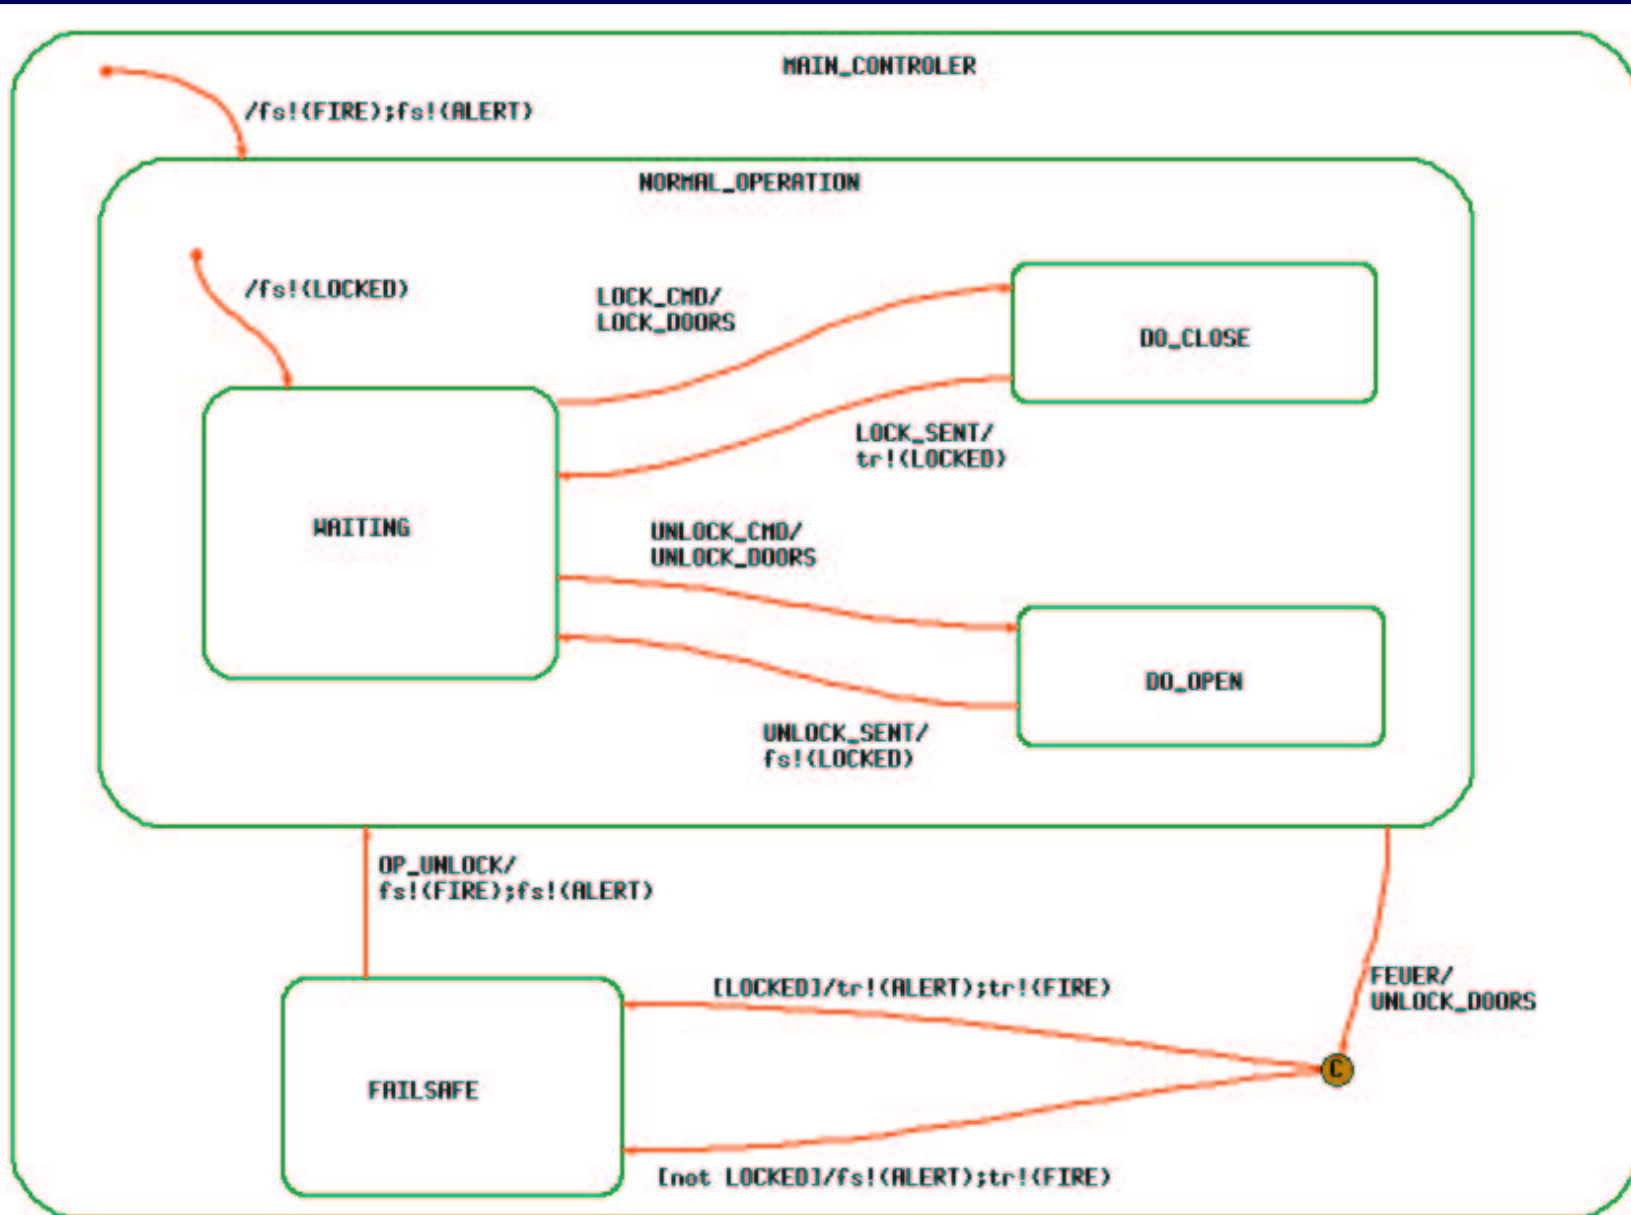 MAIN_CONTROLER
/fs!(FIRE);fs!(ALERT)
NORMAL_OPERATION
/fs!(LOCKED)
LOCK_CMD/
LOCK_DOORS
DO_CLOSE
LOCK_SENT/
tr!(LOCKED)
WAITING
UNLOCK_CMD/
UNLOCK_DOORS
DO_OPEN
UNLOCK_SENT/
fs!(LOCKED)
OP_UNLOCK/
fs!(FIRE);fs!(ALERT)
FEUER/
UNLOCK_DOORS
[LOCKED]/tr!(ALERT);tr!(FIRE)
C
FAILSAFE
[not LOCKED]/fs!(ALERT);tr!(FIRE)